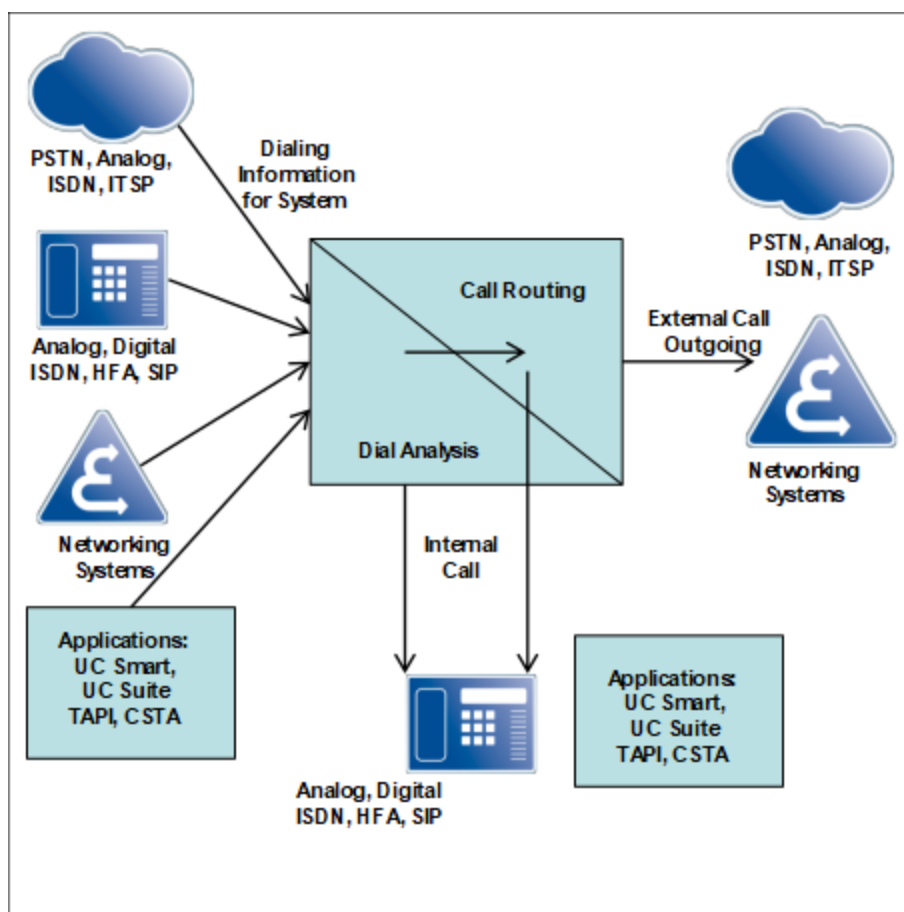 PSTN, Analog,
ISDN, ITSP
Dialing
Information
for System
PSTN, Analog,
ISDN, ITSP
Analog, Digital
ISDN, HFA, SIP
Call Routing
External Call
Outgoing
Dial Analysis
Networking
Systems
Networking
Systems
Internal
Call
Applications:
UC Smart,
UC Suite
TAPI, CSTA
Applications:
UC Smart,
UC Suite
TAPI, CSTA
Analog, Digital
ISDN, HFA, SIP